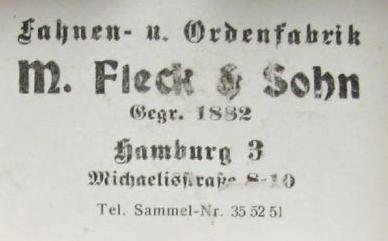 Fahnen- u. Ordenfabrik
M. Fleck & Sohn
Gegr. 1882
Hamburg 3
Michaelisstraße 8-10
Tel. Sammel-Nr. 35 52 51